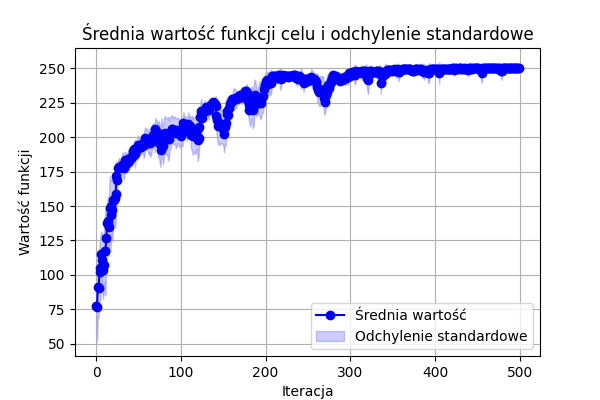 Średnia wartość funkcji celu i odchylenie standardowe
Wartość funkcji
250
225
200
175
150
125
100
75
50
Średnia wartość
Odchylenie standardowe
0 100 200 300 400 500
Iteracja